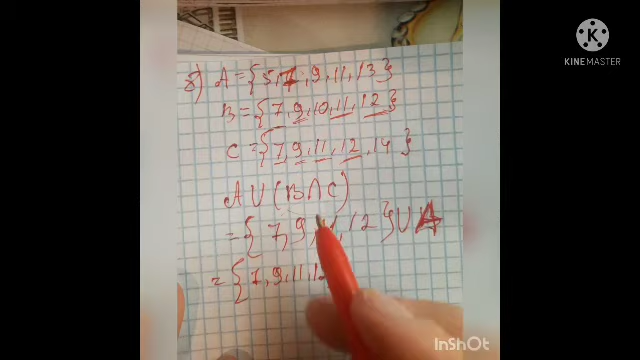 δ) A = {5, 7, 9, 11, 13}
B = {7, 9, 10, 11, 12}
C = {7, 9, 11, 12, 14}
A ∪ (B ∩ C)
= {7, 9, 11, 12} ∪ A
= {7, 9, 11, 12
K KINEMASTER
InShOt